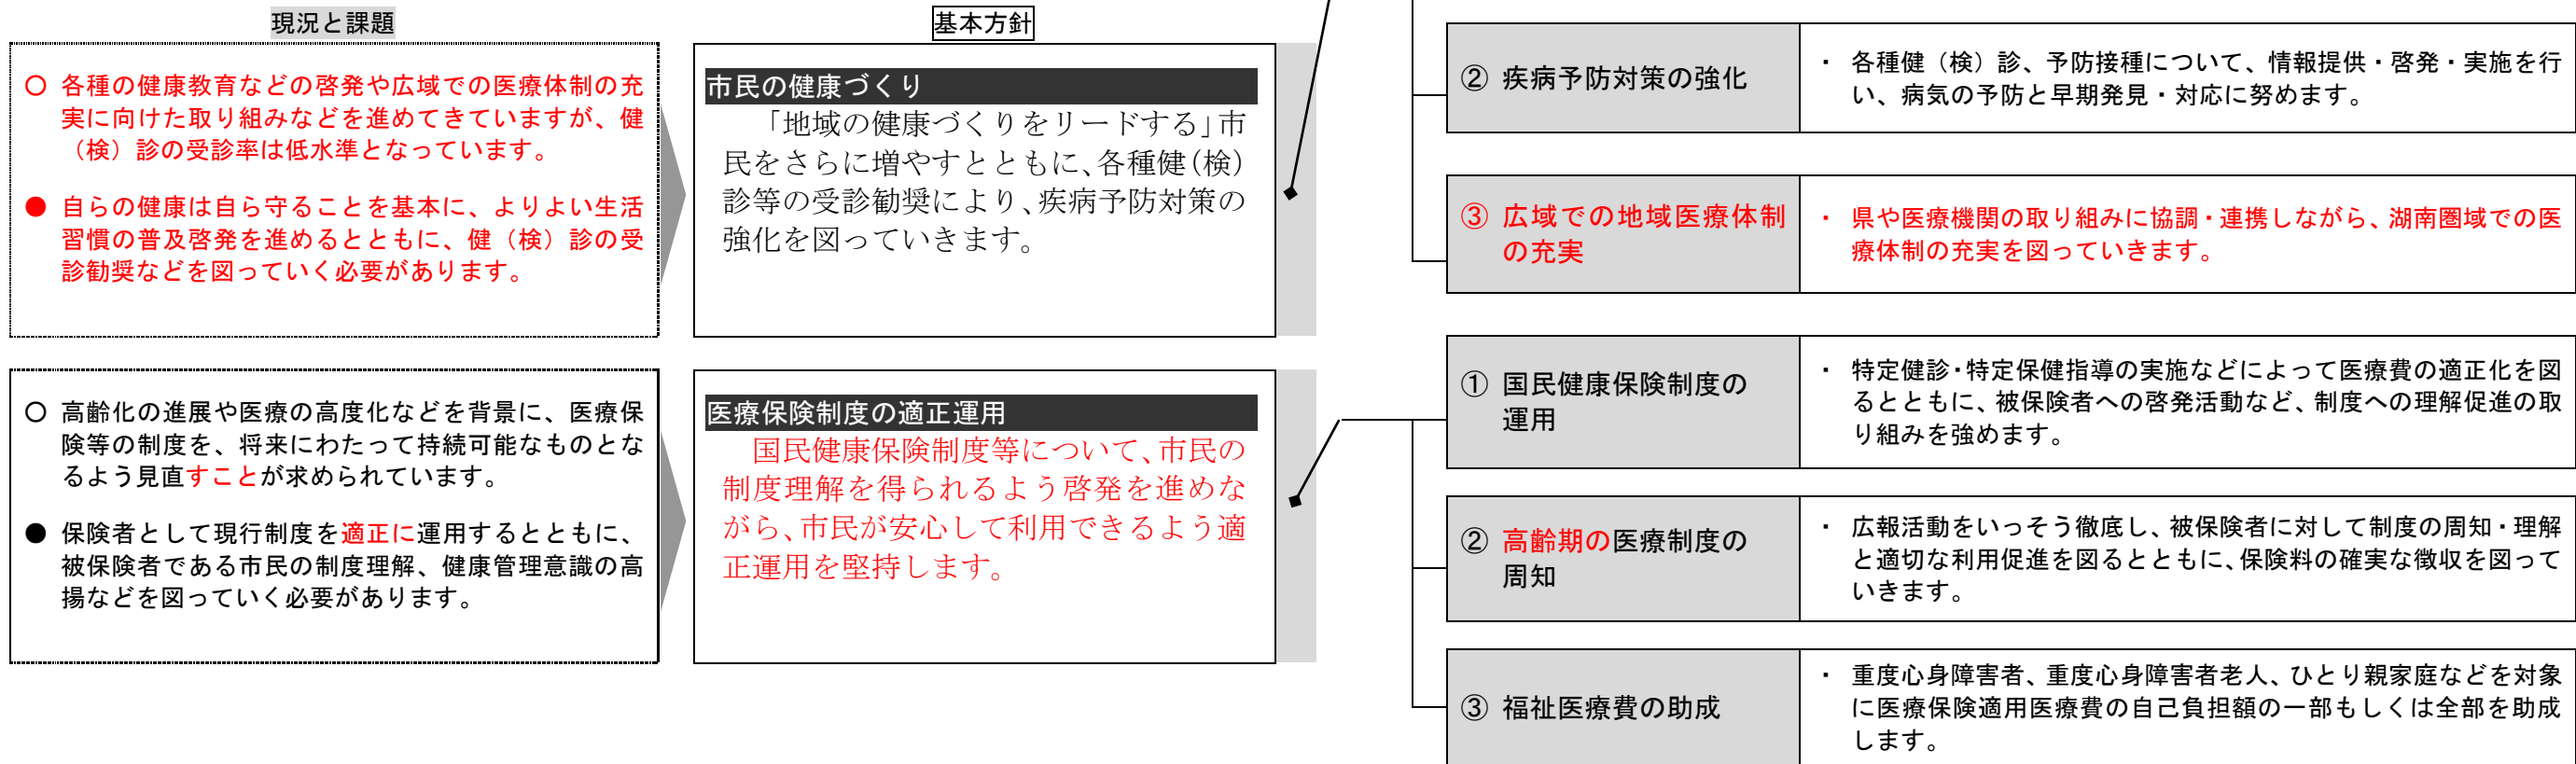 現況と課題
○ 各種の健康教育などの啓発や広域での医療体制の充
実に向けた取り組みなどを進めてきていますが、健
（検）診の受診率は低水準となっています。
● 自らの健康は自ら守ることを基本に、よりよい生活
習慣の普及啓発を進めるとともに、健（検）診の受
診勧奨などを図っていく必要があります。
○ 高齢化の進展や医療の高度化などを背景に、医療保
険等の制度を、将来にわたって持続可能なものとな
るよう見直すことが求められています。
● 保険者として現行制度を適正に運用するとともに、
被保険者である市民の制度理解、健康管理意識の高
揚などを図っていく必要があります。
基本方針
市民の健康づくり
「地域の健康づくりをリードする」市
民をさらに増やすとともに、各種健（検）
診等の受診勧奨により、疾病予防対策の
強化を図っていきます。
医療保険制度の適正運用
国民健康保険制度等について、市民の
制度理解を得られるよう啓発を進めな
がら、市民が安心して利用できるよう適
正運用を堅持します。
② 疾病予防対策の強化
・ 各種健（検）診、予防接種について、情報提供・啓発・実施を行
い、病気の予防と早期発見・対応に努めます。
③ 広域での地域医療体制
の充実
・ 県や医療機関の取り組みに協調・連携しながら、湖南圏域での医
療体制の充実を図っていきます。
① 国民健康保険制度の
運用
・ 特定健診・特定保健指導の実施などによって医療費の適正化を図
るとともに、被保険者への啓発活動など、制度への理解促進の取
り組みを強めます。
② 高齢期の医療制度の
周知
・ 広報活動をいっそう徹底し、被保険者に対して制度の周知・理解
と適切な利用促進を図るとともに、保険料の確実な徴収を図って
いきます。
③ 福祉医療費の助成
・ 重度心身障害者、重度心身障害者老人、ひとり親家庭などを対象
に医療保険適用医療費の自己負担額の一部もしくは全部を助成
します。